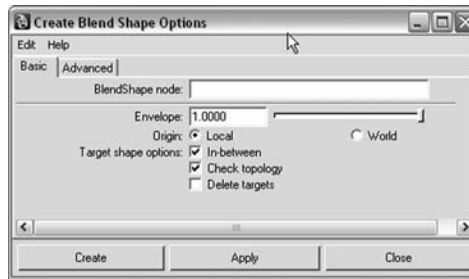 Create Blend Shape Options
Edit Help
Basic Advanced
BlendShape node:
Envelope: 1.0000
Origin: Local World
Target shape options: In-between
Check topology
Delete targets
Create Apply Close